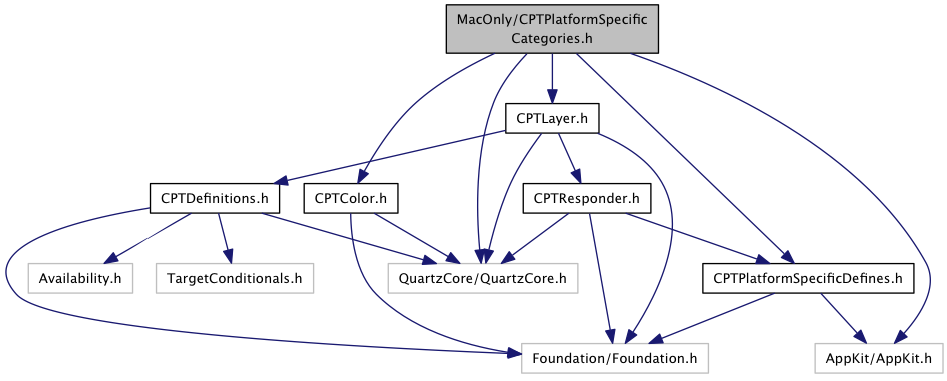 MacOnly/CPTPlatformSpecific
Categories.h
CPTLayer.h
CPTDefinitions.h
CPTColor.h
CPTResponder.h
Availability.h
TargetConditionals.h
QuartzCore/QuartzCore.h
CPTPlatformSpecificDefines.h
Foundation/Foundation.h
AppKit/AppKit.h